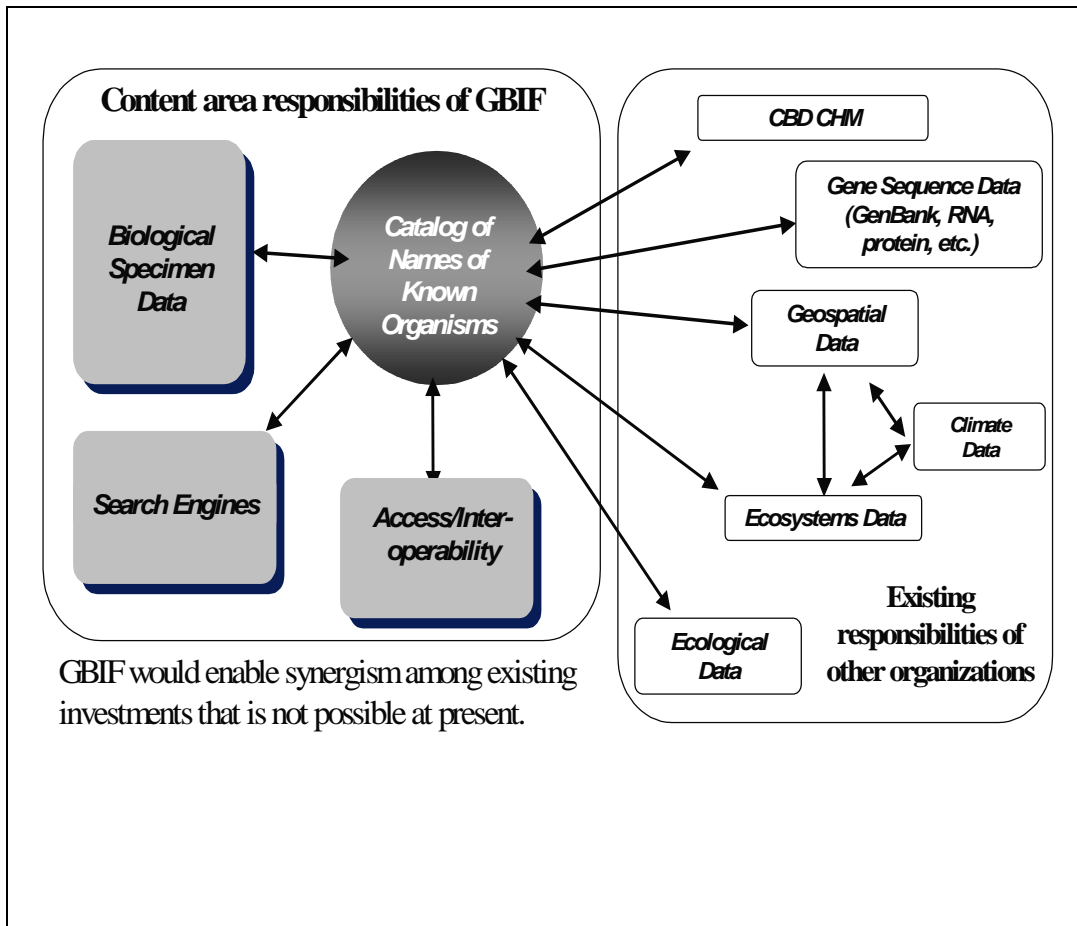 Content area responsibilities of GBIF
Biological
Specimen
Data
Catalog of
Names of
Known
Organisms
Search Engines
Access/Inter-
operability
GBIF would enable synergism among existing
investments that is not possible at present.
CBD CHM
Gene Sequence Data
(GenBank, RNA,
protein, etc.)
Geospatial
Data
Climate
Data
Ecosystems Data
Ecological
Data
Existing
responsibilities of
other organizations